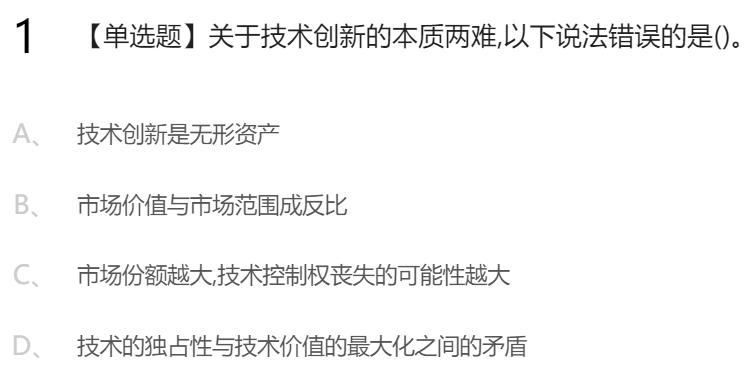 1 【单选题】关于技术创新的本质两难,以下说法错误的是()。
A、 技术创新是无形资产
B、 市场价值与市场范围成反比
C、 市场份额越大,技术控制权丧失的可能性越大
D、 技术的独占性与技术价值的最大化之间的矛盾